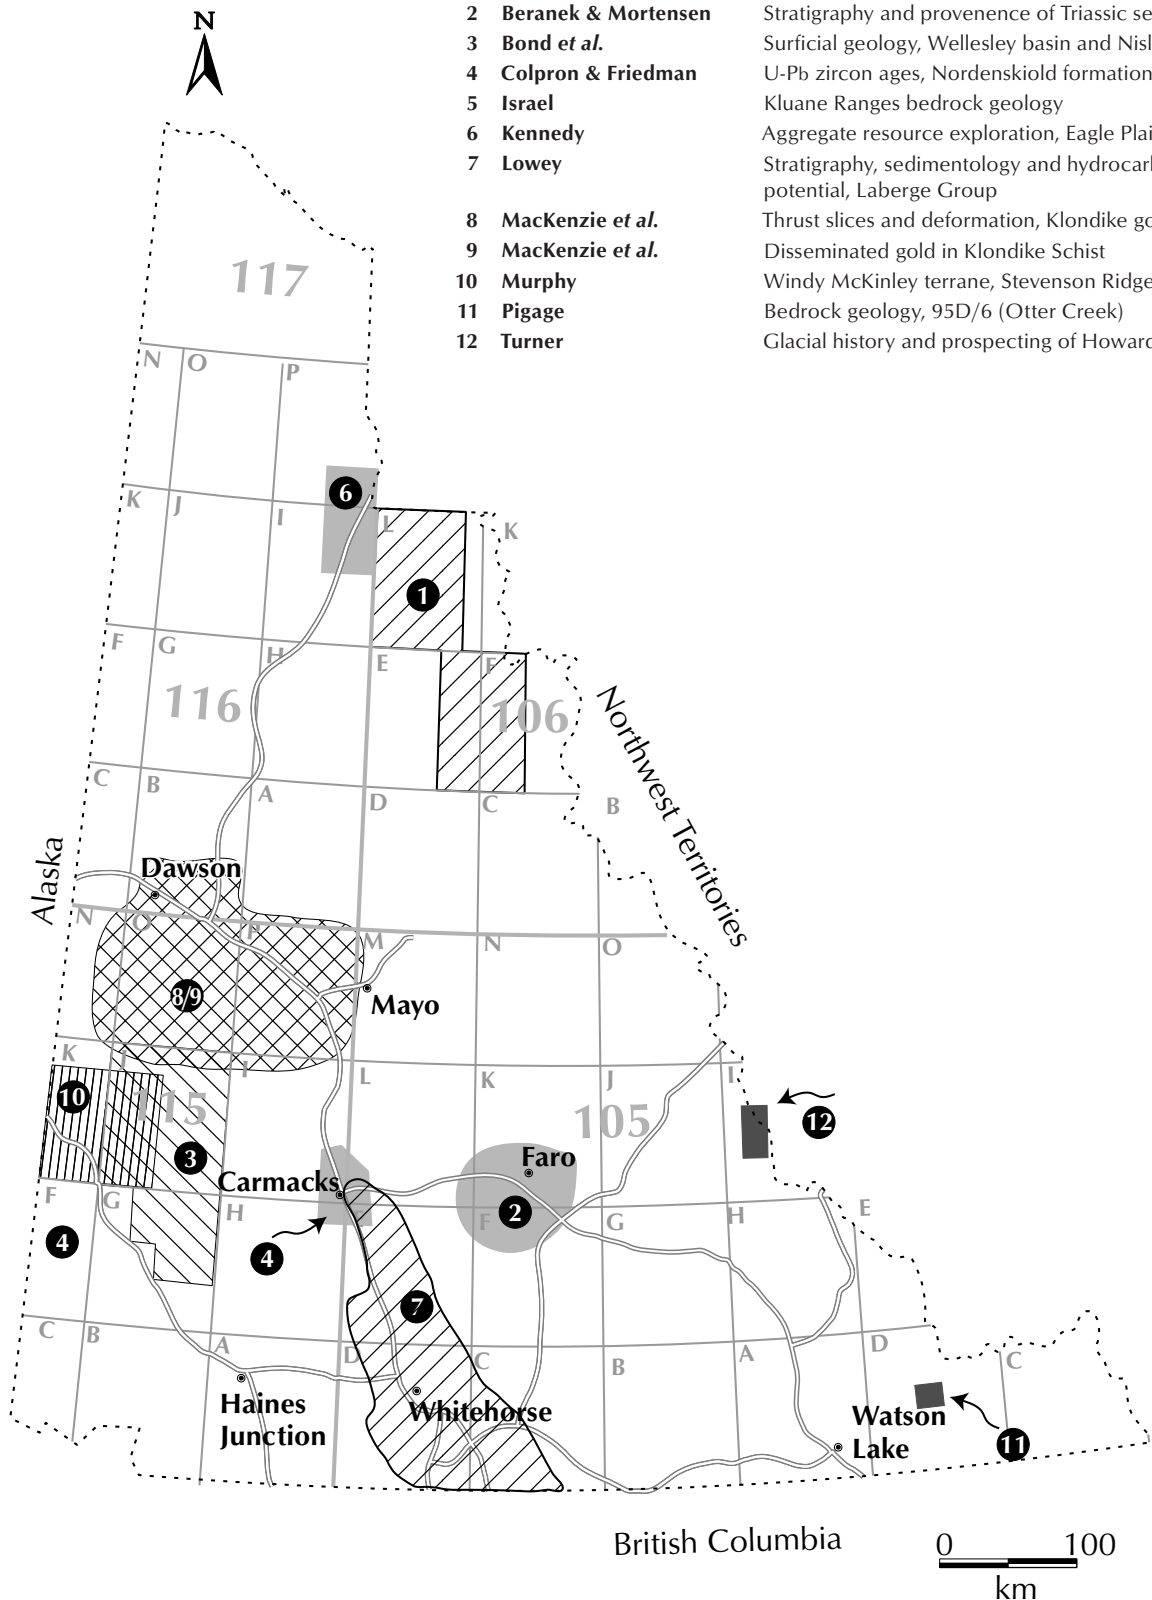 N
2 Beranek & Mortensen Stratigraphy and provenence of Triassic se
3 Bond et al. Surficial geology, Wellesley basin and Nisl
4 Colpron & Friedman U-Pb zircon ages, Nordenskiold formation
5 Israel Kluane Ranges bedrock geology
6 Kennedy Aggregate resource exploration, Eagle Plai
7 Lowey Stratigraphy, sedimentology and hydrocarb
potential, Laberge Group
8 MacKenzie et al. Thrust slices and deformation, Klondike go
9 MacKenzie et al. Disseminated gold in Klondike Schist
10 Murphy Windy McKinley terrane, Stevenson Ridge
11 Pigage Bedrock geology, 95D/6 (Otter Creek)
12 Turner Glacial history and prospecting of Howard
117
N O P
6
K J I L K
1
F G H E F
116 106
Northwest Territories
C B A D C B
Alaska
Dawson
N O P M N O
8/9
Mayo
K J I L K J I
10 115 105 12
3 Faro
Carmacks
F G H E F 2 G H E
4 4
7
C B A D C B A D C
Haines
Junction
Whitehorse
Watson
Lake
11
British Columbia
0 100
km